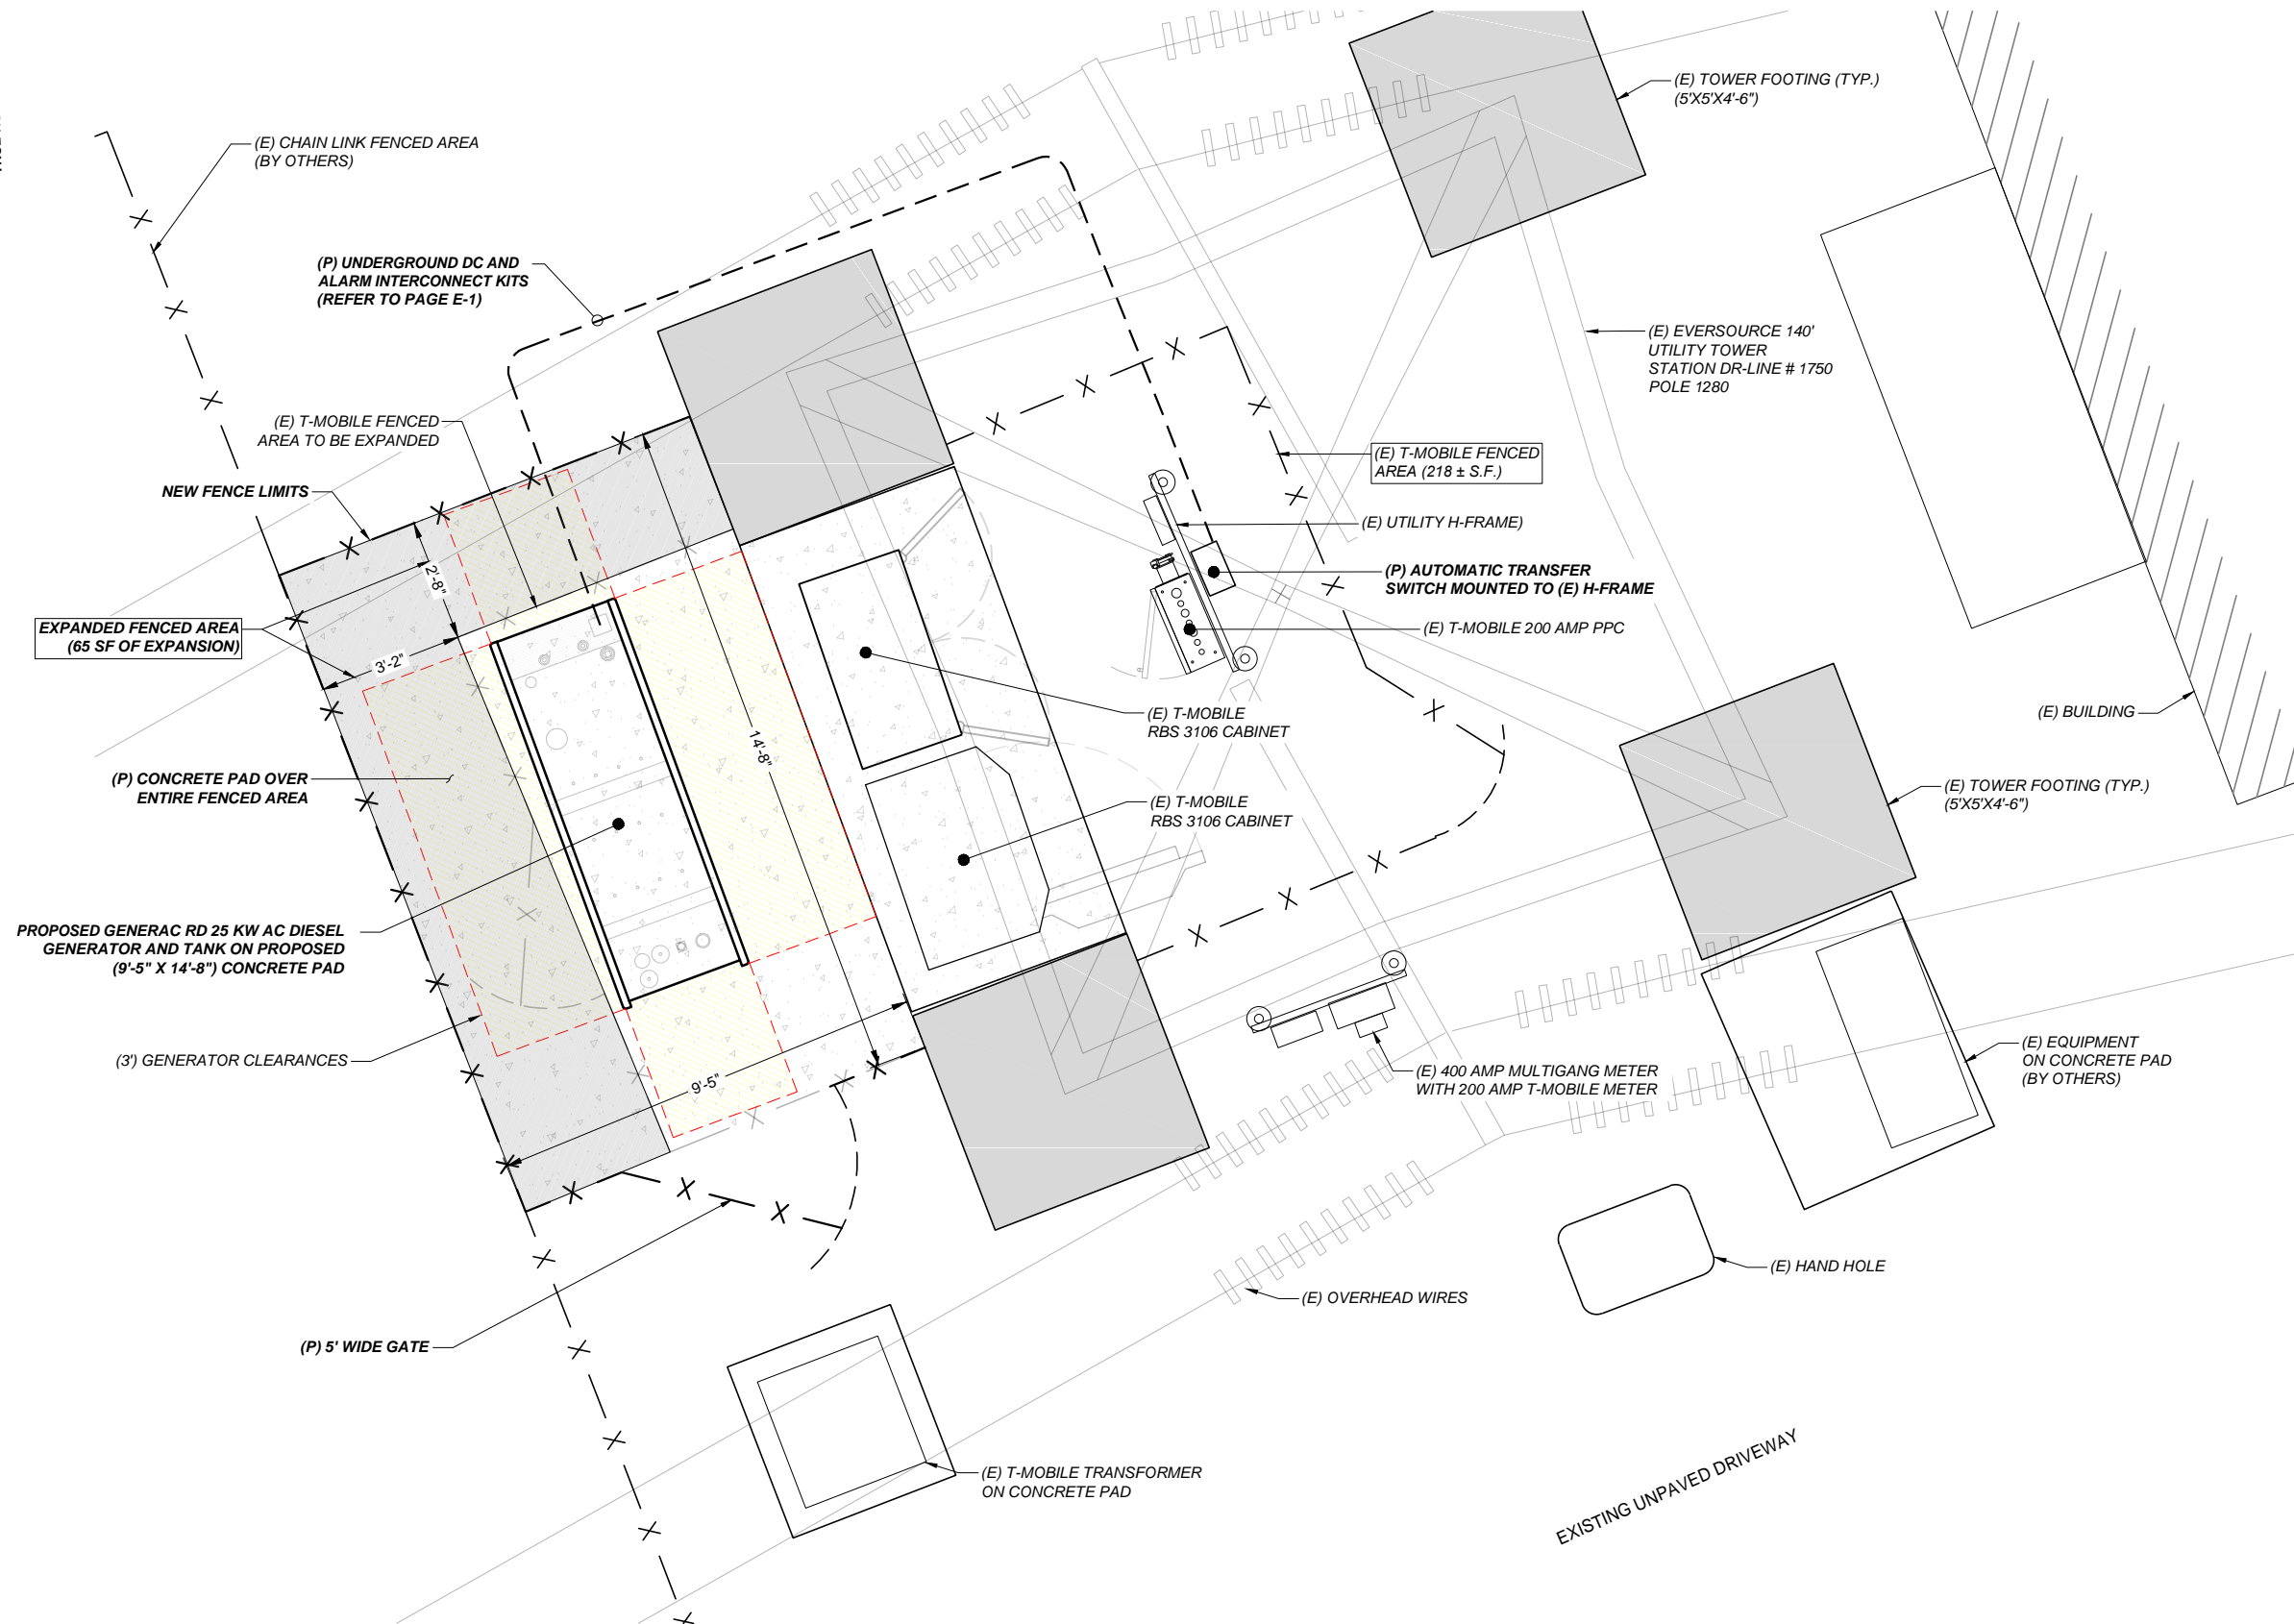 (E) TOWER FOOTING (TYP.)
(5'X5'X4'-6")
(E) CHAIN LINK FENCED AREA
(BY OTHERS)
(P) UNDERGROUND DC AND
ALARM INTERCONNECT KITS
(REFER TO PAGE E-1)
(E) EVERSOURCE 140'
UTILITY TOWER
STATION DR-LINE # 1750
POLE 1280
(E) T-MOBILE FENCED
AREA TO BE EXPANDED
(E) T-MOBILE FENCED
AREA (218 ± S.F.)
NEW FENCE LIMITS
(E) UTILITY H-FRAME)
(P) AUTOMATIC TRANSFER
SWITCH MOUNTED TO (E) H-FRAME
2'-8"
EXPANDED FENCED AREA
(65 SF OF EXPANSION)
(E) T-MOBILE 200 AMP PPC
3'-2"
(E) T-MOBILE
RBS 3106 CABINET
(E) BUILDING
14'-8"
(P) CONCRETE PAD OVER
ENTIRE FENCED AREA
(E) T-MOBILE
RBS 3106 CABINET
(E) TOWER FOOTING (TYP.)
(5'X5'X4'-6")
PROPOSED GENERAC RD 25 KW AC DIESEL
GENERATOR AND TANK ON PROPOSED
(9'-5" X 14'-8") CONCRETE PAD
(3') GENERATOR CLEARANCES
9'-5"
(E) 400 AMP MULTIGANG METER
WITH 200 AMP T-MOBILE METER
(E) EQUIPMENT
ON CONCRETE PAD
(BY OTHERS)
(E) HAND HOLE
(E) OVERHEAD WIRES
(P) 5' WIDE GATE
(E) T-MOBILE TRANSFORMER
ON CONCRETE PAD
EXISTING UNPAVED DRIVEWAY